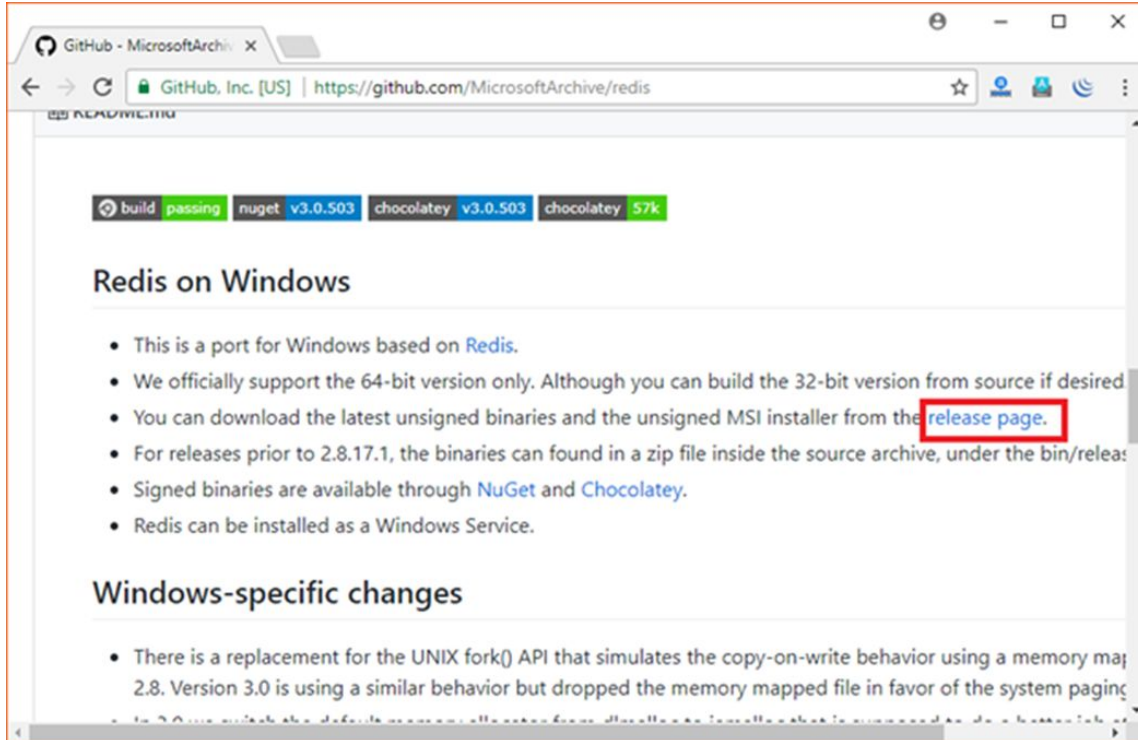 GitHub - MicrosoftArchiv
GitHub, Inc. [US] | https://github.com/MicrosoftArchive/redis
README.md
build passing nuget v3.0.503 chocolatey v3.0.503 chocolatey 57k
Redis on Windows
This is a port for Windows based on Redis.
We officially support the 64-bit version only. Although you can build the 32-bit version from source if desired.
You can download the latest unsigned binaries and the unsigned MSI installer from the release page.
For releases prior to 2.8.17.1, the binaries can found in a zip file inside the source archive, under the bin/releas
Signed binaries are available through NuGet and Chocolatey.
Redis can be installed as a Windows Service.
Windows-specific changes
There is a replacement for the UNIX fork() API that simulates the copy-on-write behavior using a memory map
2.8. Version 3.0 is using a similar behavior but dropped the memory mapped file in favor of the system paging